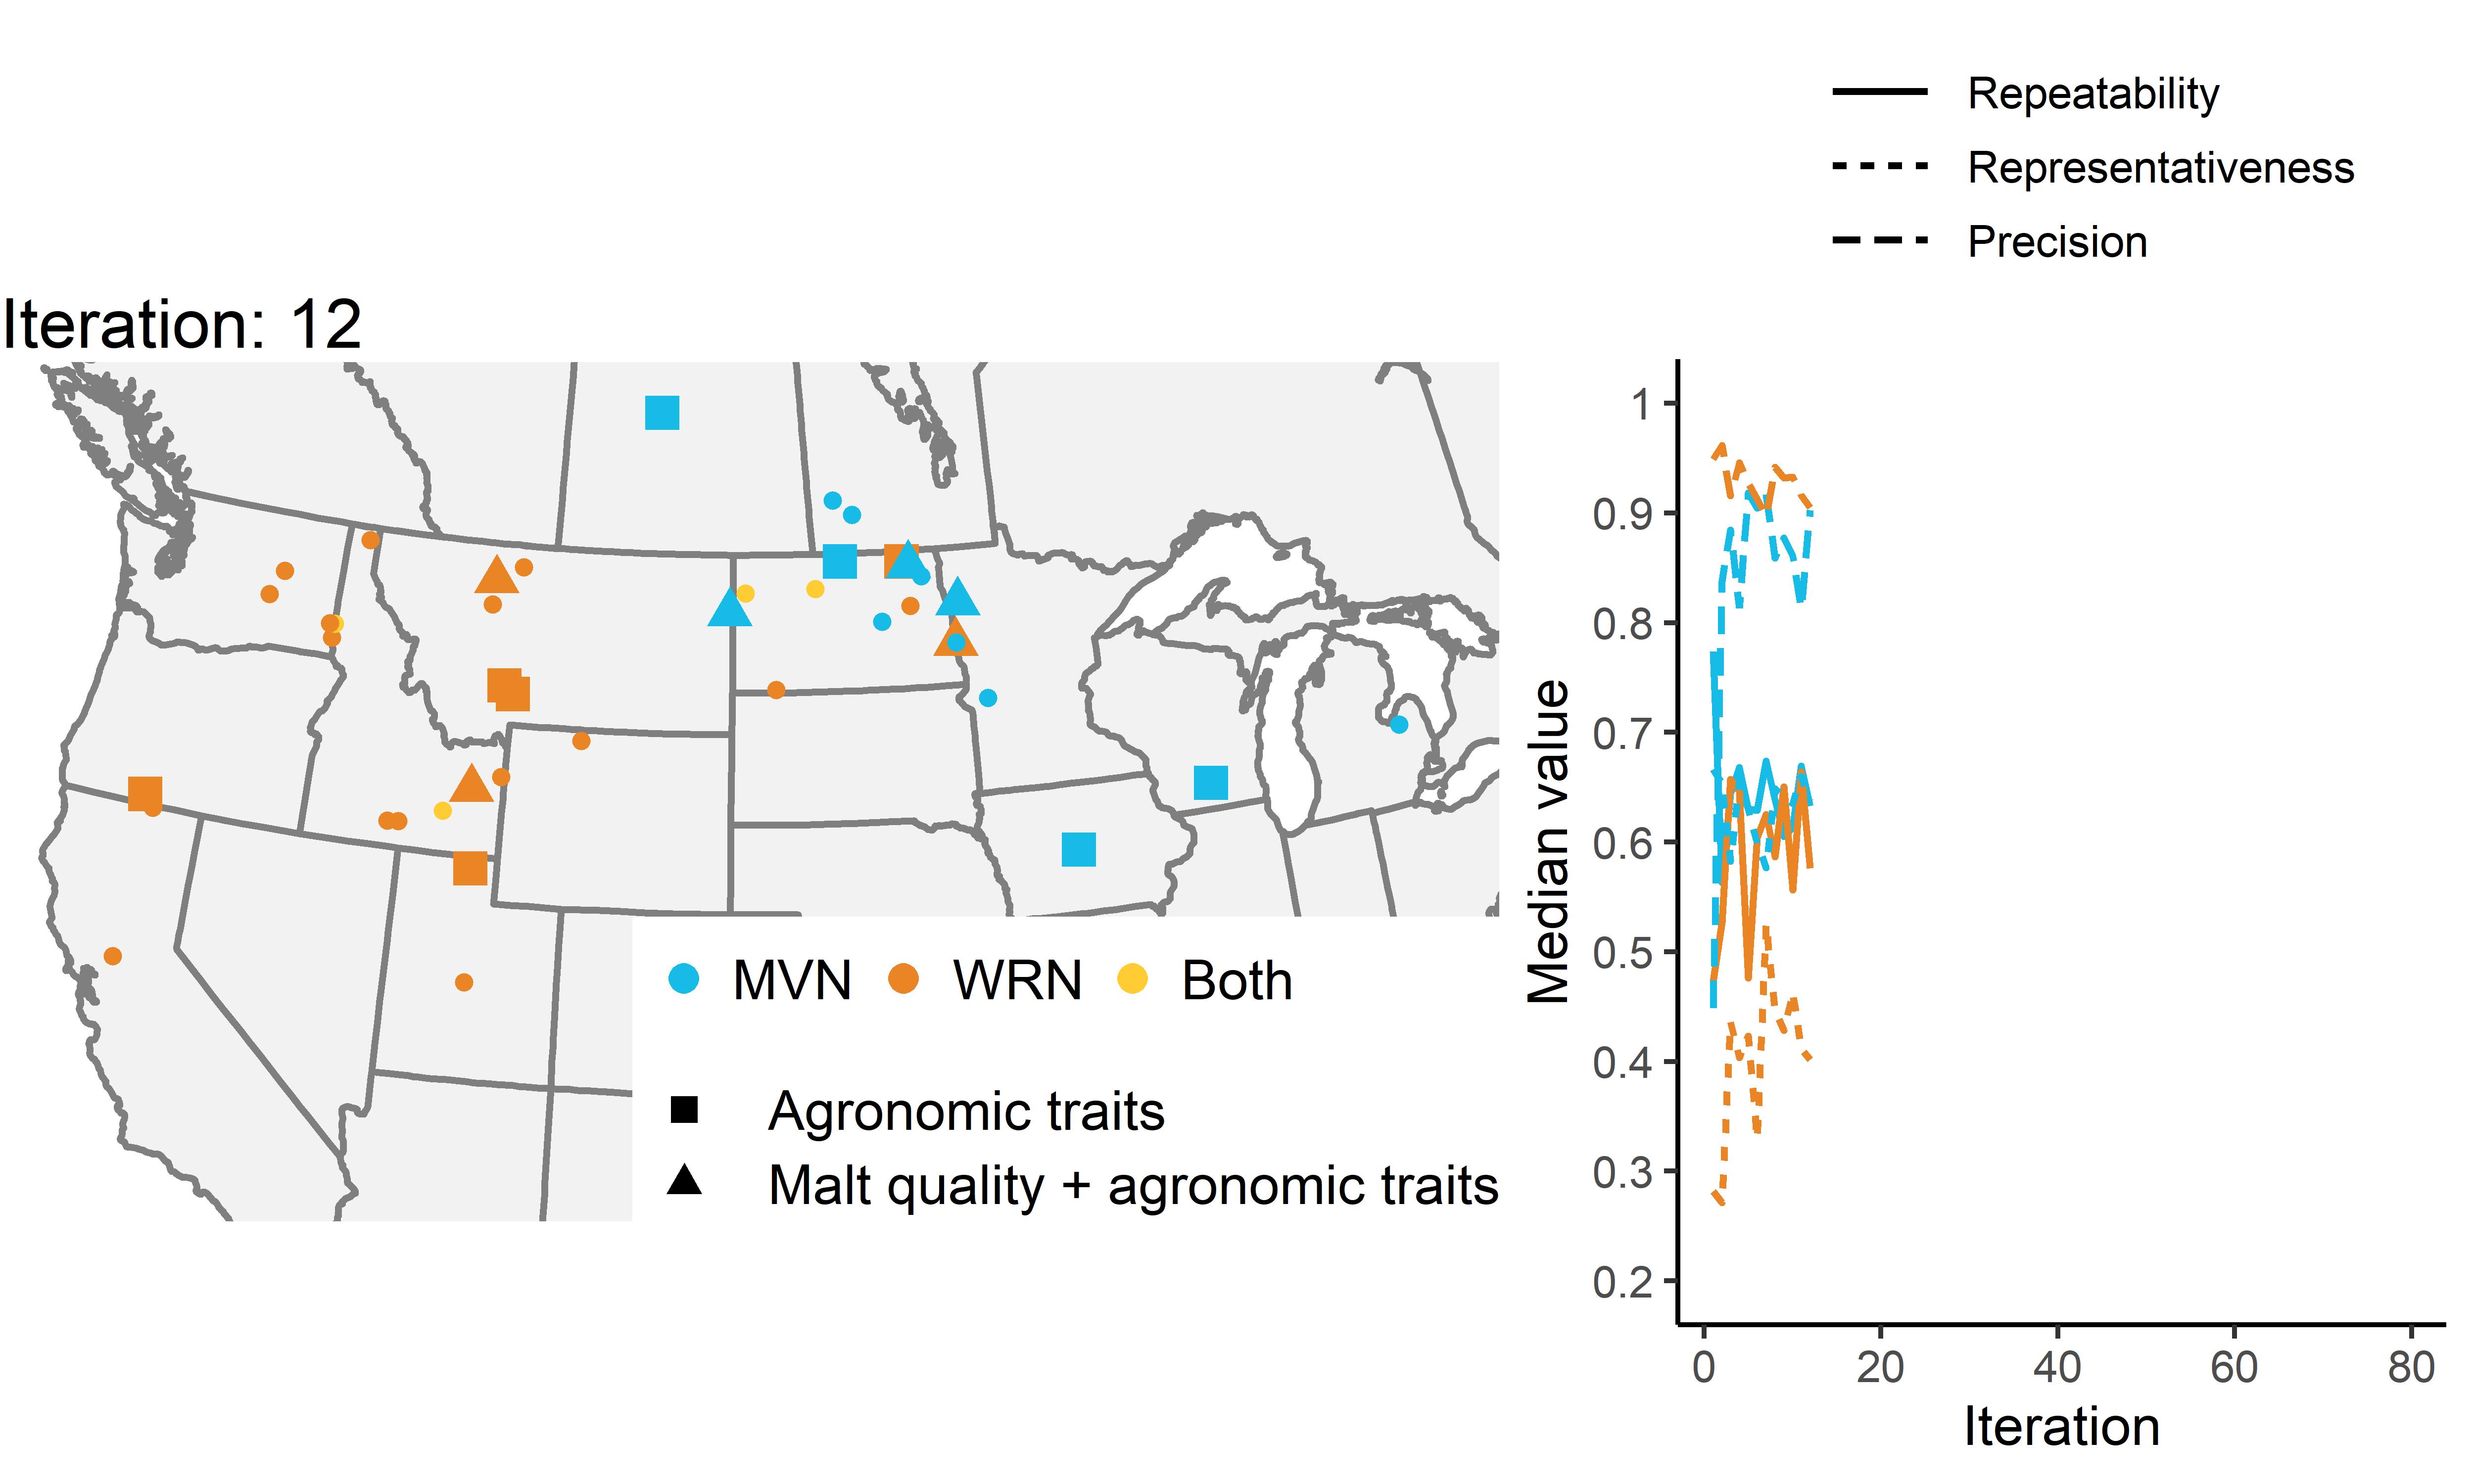 Repeatability
Representativeness
Precision
Iteration: 12
MVN WRN Both
Agronomic traits
Malt quality + agronomic traits
Median value
1
0.9
0.8
0.7
0.6
0.5
0.4
0.3
0.2
0 20 40 60 80
Iteration